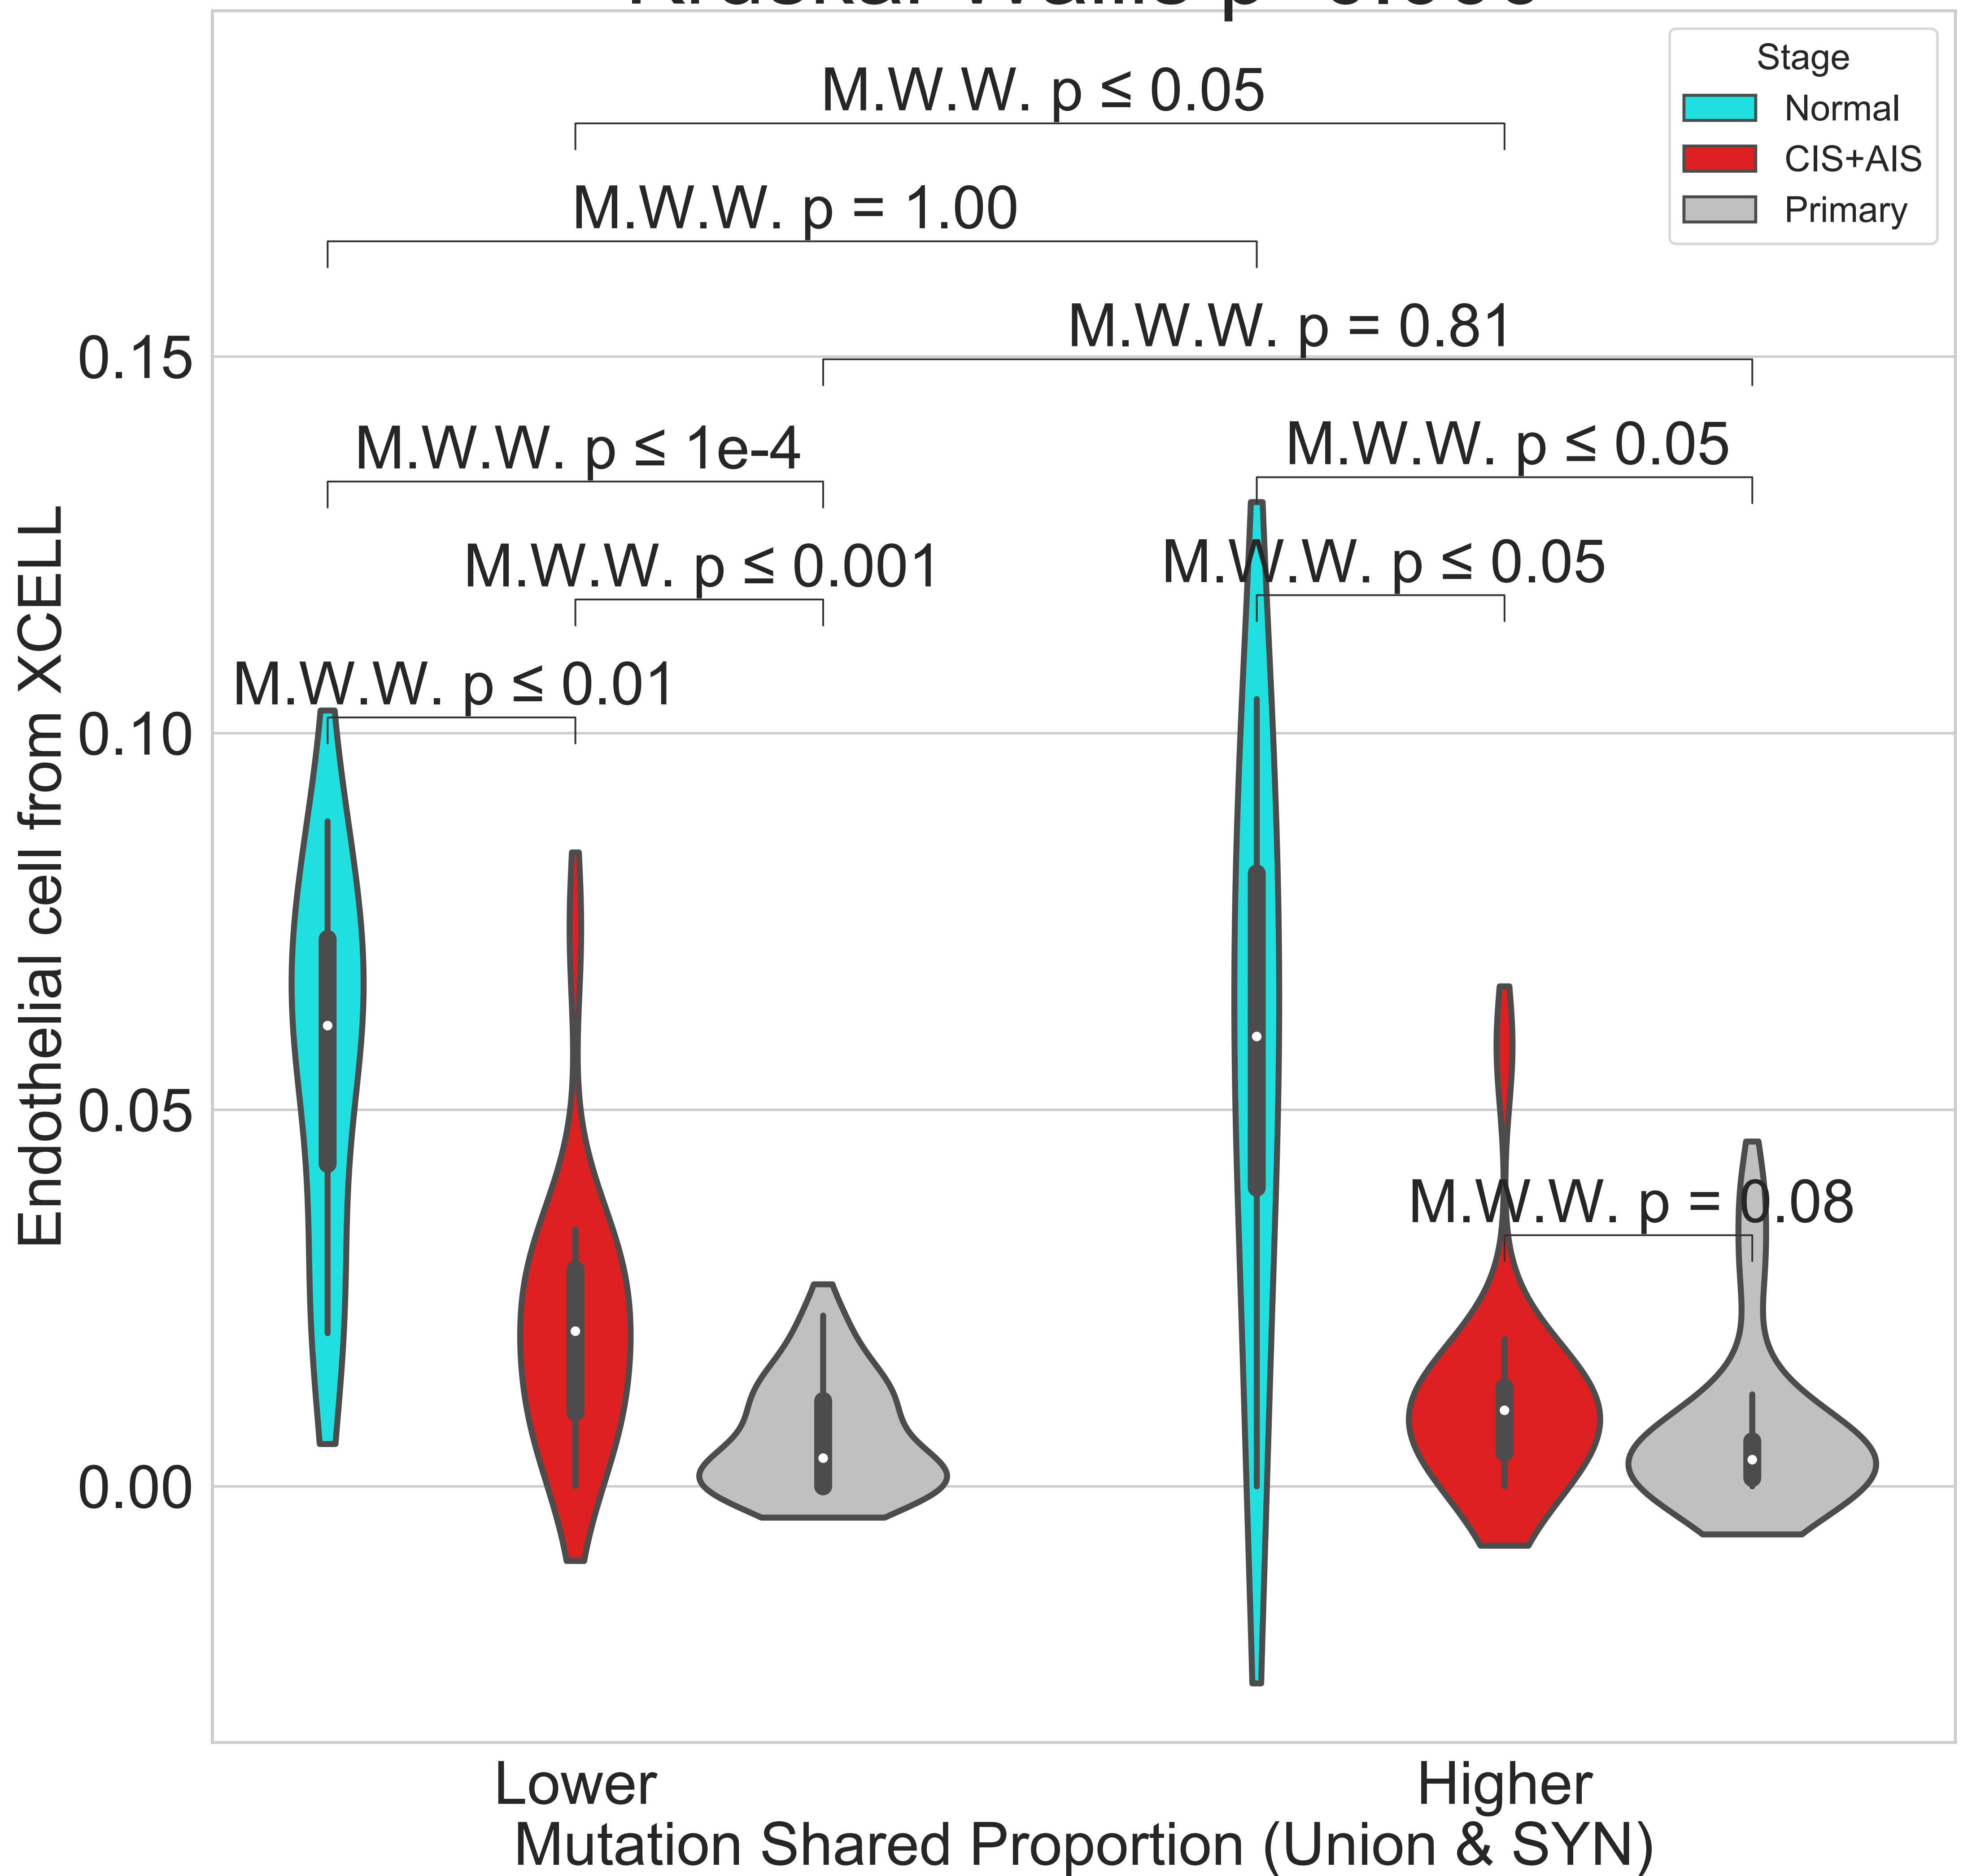 Stage
Normal
CIS+AIS
Primary
M.W.W. p ≤ 0.05
M.W.W. p = 1.00
M.W.W. p = 0.81
M.W.W. p ≤ 1e-4
M.W.W. p ≤ 0.05
M.W.W. p ≤ 0.001
M.W.W. p ≤ 0.05
M.W.W. p ≤ 0.01
M.W.W. p = 0.08
0.15
0.10
0.05
0.00
Endothelial cell from XCELL
Lower
Higher
Mutation Shared Proportion (Union & SYN)